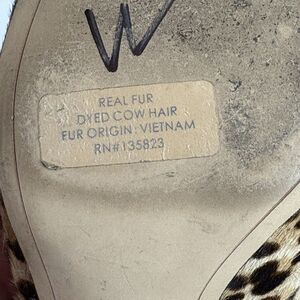 W
REAL FUR
DYED COW HAIR
FUR ORIGIN: VIETNAM
RN#135823